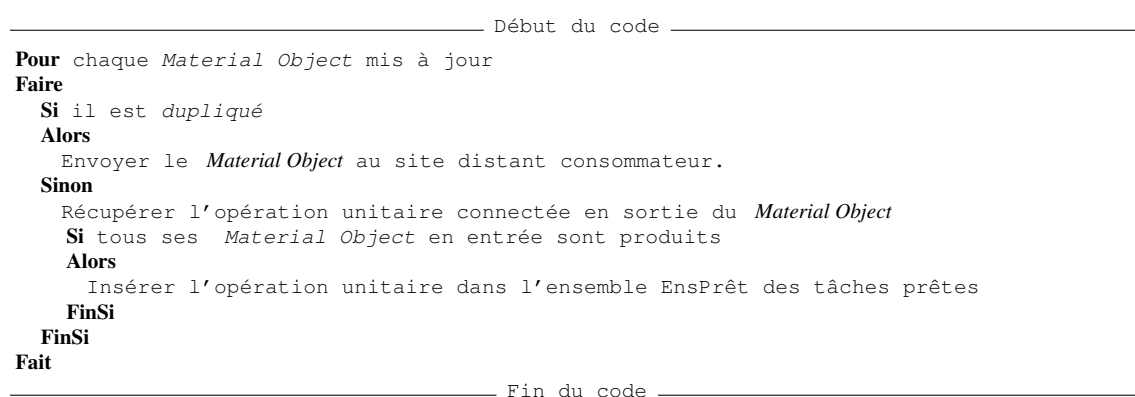 Début du code
Pour chaque Material Object mis à jour
Faire
Si il est dupliqué
Alors
Envoyer le Material Object au site distant consommateur.
Sinon
Récupérer l'opération unitaire connectée en sortie du Material Object
Si tous ses Material Object en entrée sont produits
Alors
Insérer l'opération unitaire dans l'ensemble EnsPrêt des tâches prêtes
FinSi
FinSi
Fait
Fin du code